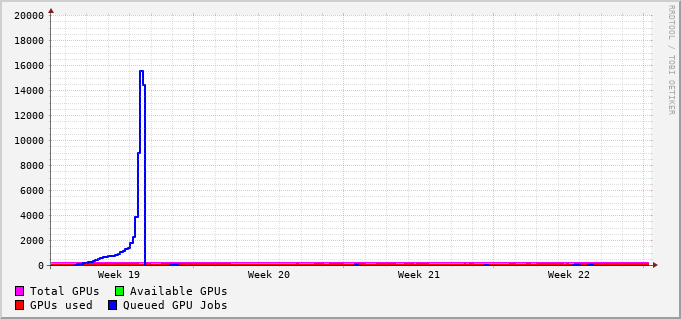 20000
18000
16000
14000
12000
10000
8000
6000
4000
2000
0
Week 19 Week 20 Week 21 Week 22
Total GPUs Available GPUs
GPUs used Queued GPU Jobs
RRDTOOL / TOBI OETIKER